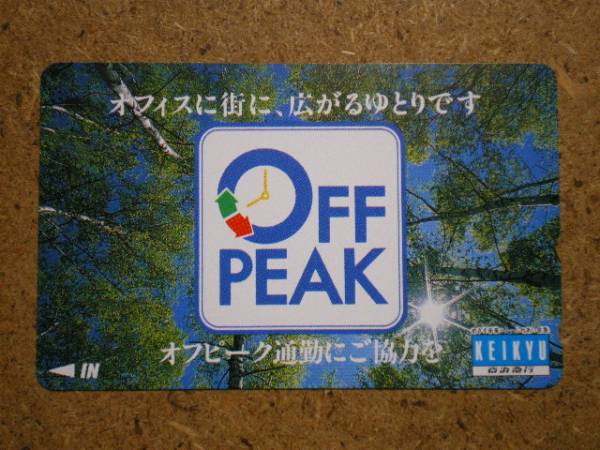 オフィスに街に、広がるゆとりです
OFF
PEAK
オフピーク通勤にご協力を
KEIKYU
京浜急行
IN